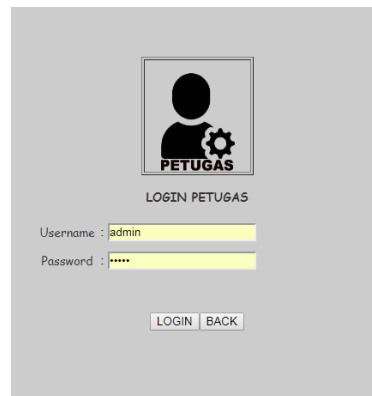 PETUGAS
LOGIN PETUGAS
Username : admin
Password : •••••
LOGIN BACK